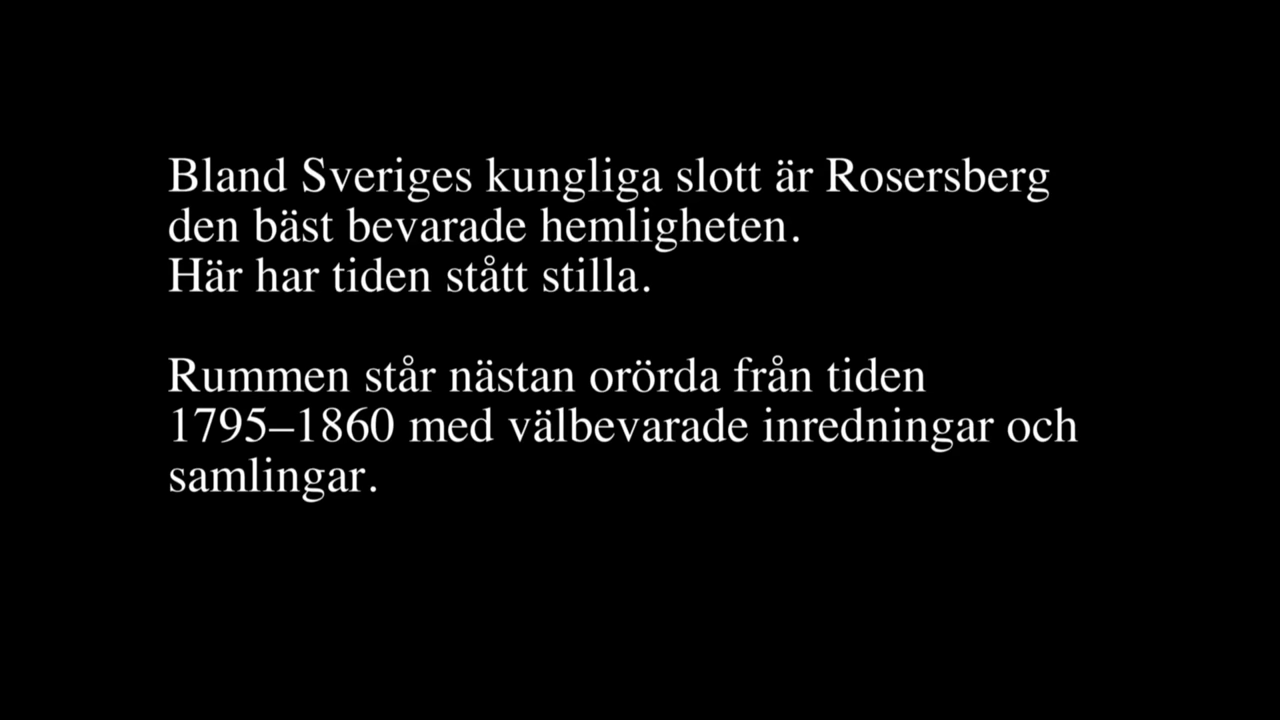 Bland Sveriges kungliga slott är Rosersberg
den bäst bevarade hemligheten.
Här har tiden stått stilla.
Rummen står nästan orörda från tiden
1795–1860 med välbevarade inredningar och
samlingar.